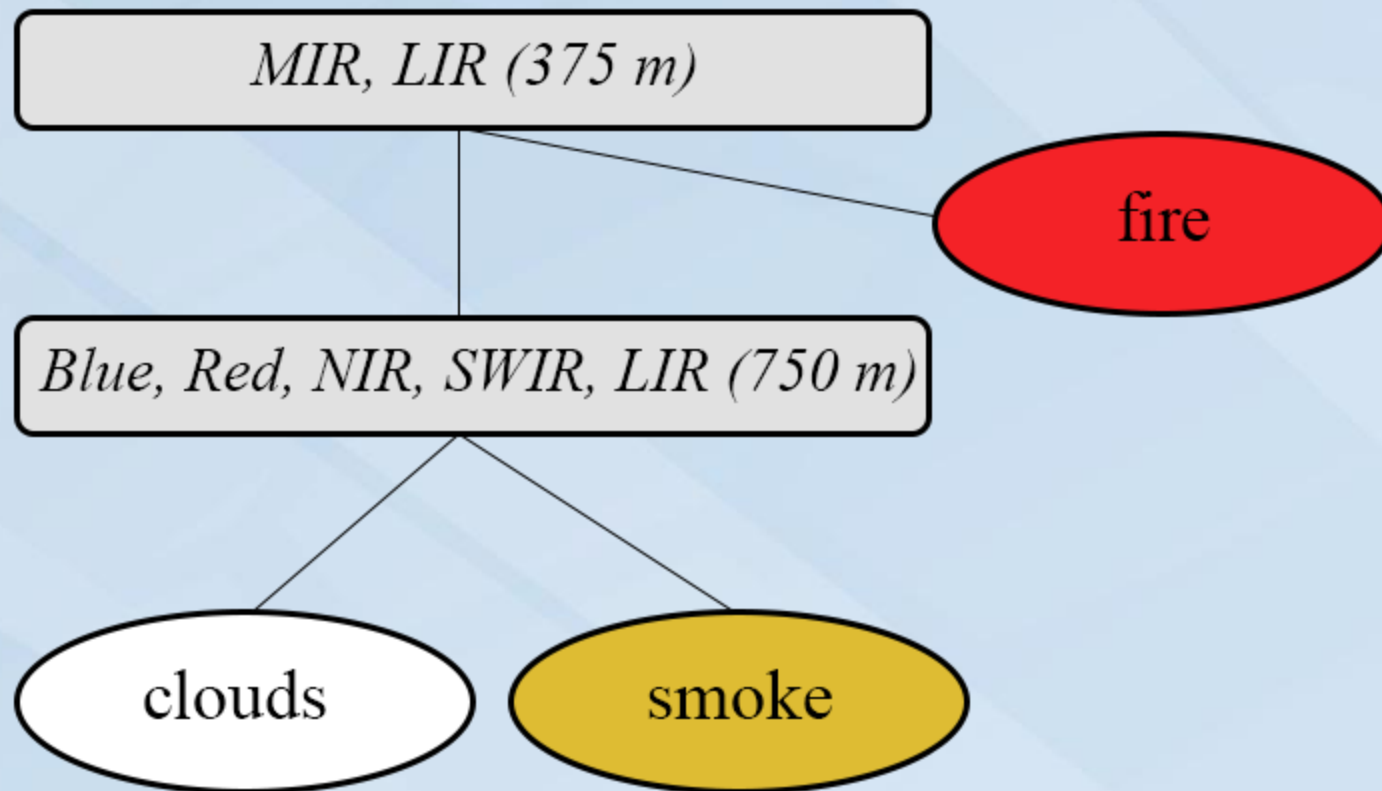 MIR, LIR (375 m)
fire
Blue, Red, NIR, SWIR, LIR (750 m)
clouds
smoke